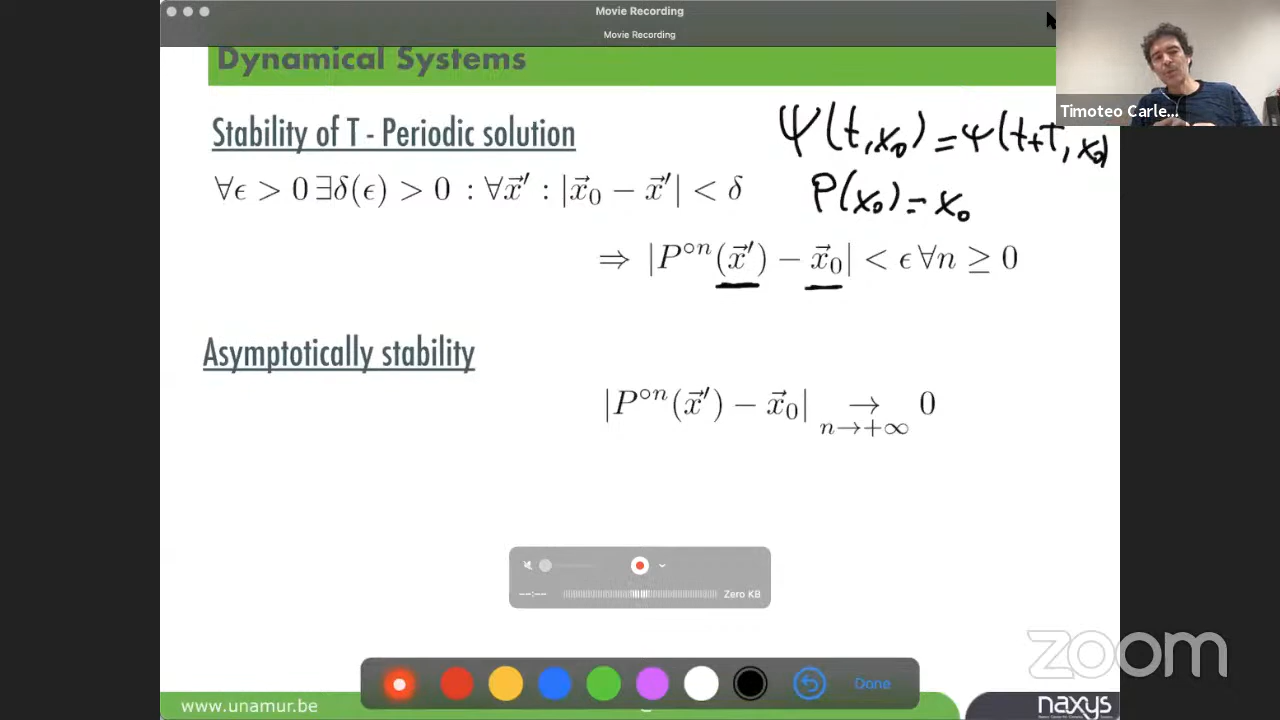 Movie Recording
Movie Recording
Dynamical Systems
Timoteo Carle...
Stability of T - Periodic solution
Ψ(t,x₀) = Ψ(t+T, x₀)
∀ϵ > 0 ∃δ(ϵ) > 0 : ∀x⃗′ : |x⃗₀ − x⃗′| < δ
P(x₀) = x₀
⇒ |P°ⁿ(x⃗′) − x⃗₀| < ϵ ∀n ≥ 0
Asymptotically stability
|P°ⁿ(x⃗′) − x⃗₀| → 0
n→+∞
--:--
Zero KB
zoom
Done
www.unamur.be
naxys